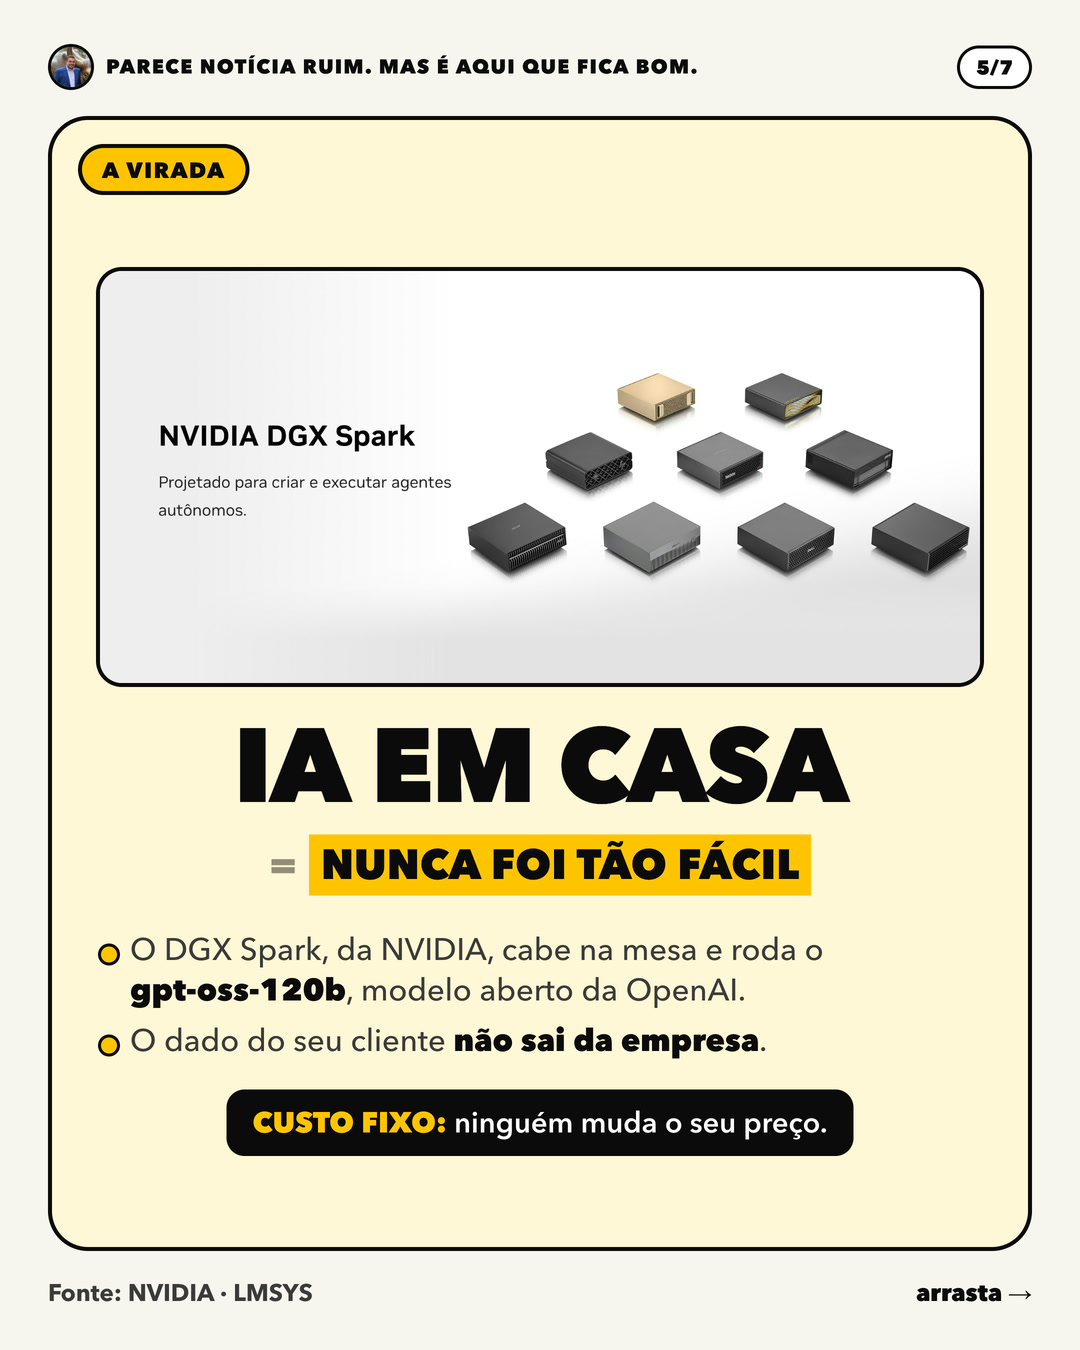 PARECE NOTÍCIA RUIM. MAS É AQUI QUE FICA BOM.
5/7
A VIRADA
NVIDIA DGX Spark
Projetado para criar e executar agentes
autônomos.
IA EM CASA
= NUNCA FOI TÃO FÁCIL
O DGX Spark, da NVIDIA, cabe na mesa e roda o
gpt-oss-120b, modelo aberto da OpenAI.
O dado do seu cliente não sai da empresa.
CUSTO FIXO: ninguém muda o seu preço.
Fonte: NVIDIA · LMSYS
arrasta →